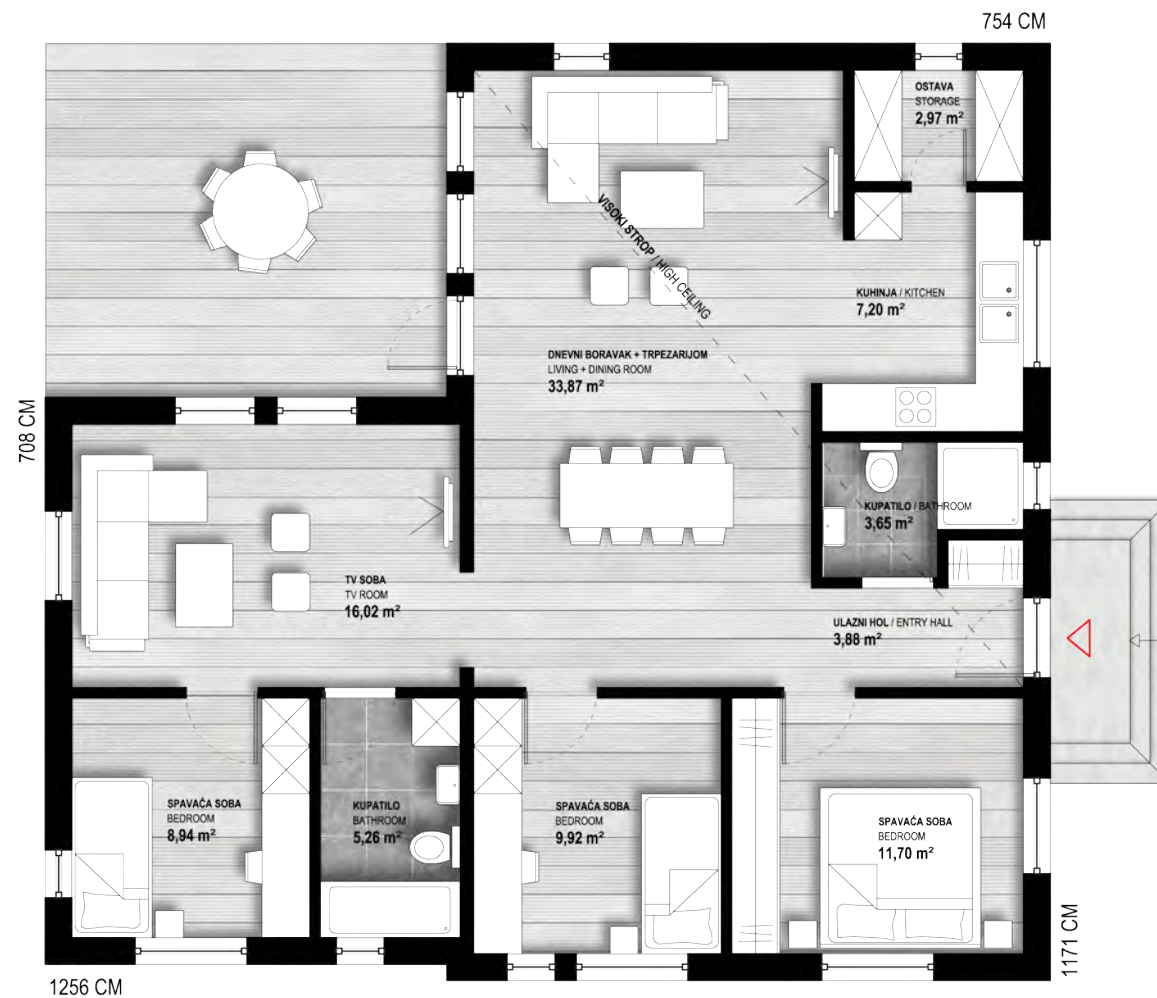 754 CM
OSTAVA
STORAGE
2,97 m²
VISOKI STROP / HIGH CEILING
KUHINJA / KITCHEN
7,20 m²
DNEVNI BORAVAK + TRPEZARIJOM
LIVING + DINING ROOM
33,87 m²
708 CM
KUPATILO / BATHROOM
3,65 m²
TV SOBA
TV ROOM
16,02 m²
ULAZNI HOL / ENTRY HALL
3,88 m²
SPAVAĆA SOBA
BEDROOM
8,94 m²
KUPATILO
BATHROOM
5,26 m²
SPAVAĆA SOBA
BEDROOM
9,92 m²
SPAVAĆA SOBA
BEDROOM
11,70 m²
1171 CM
1256 CM